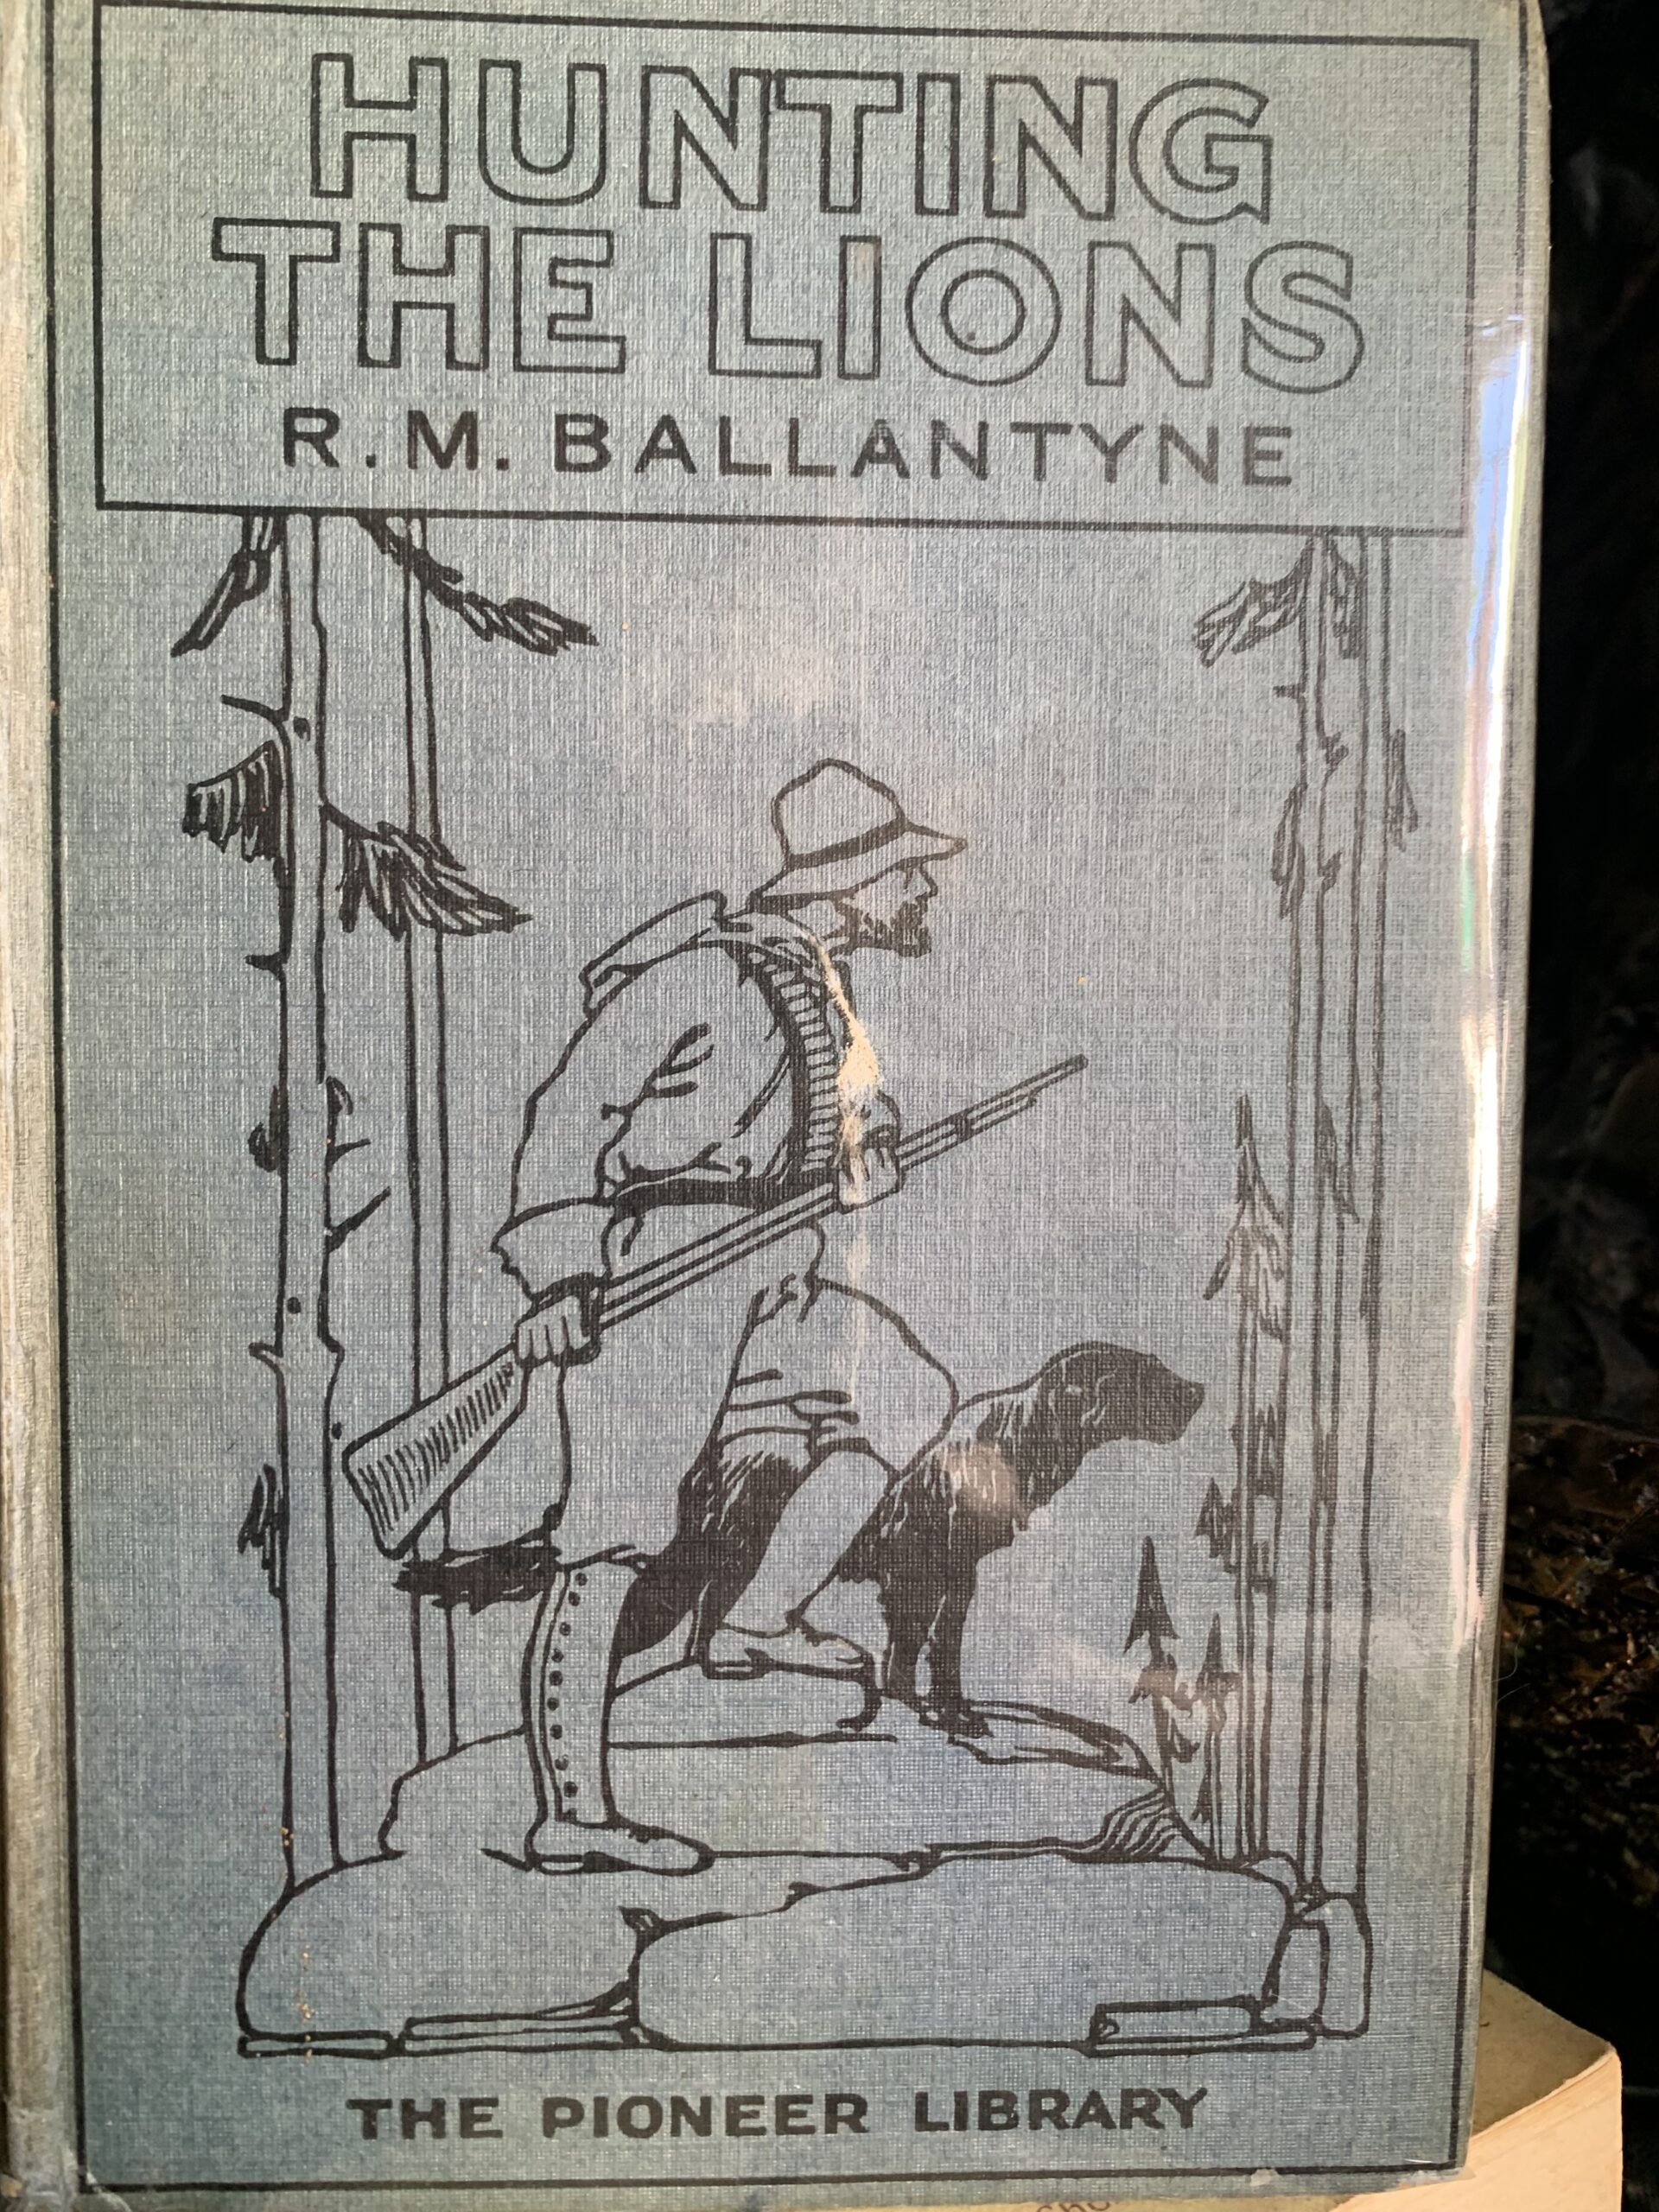 HUNTING
THE LIONS
R. M. BALLANTYNE
THE PIONEER LIBRARY